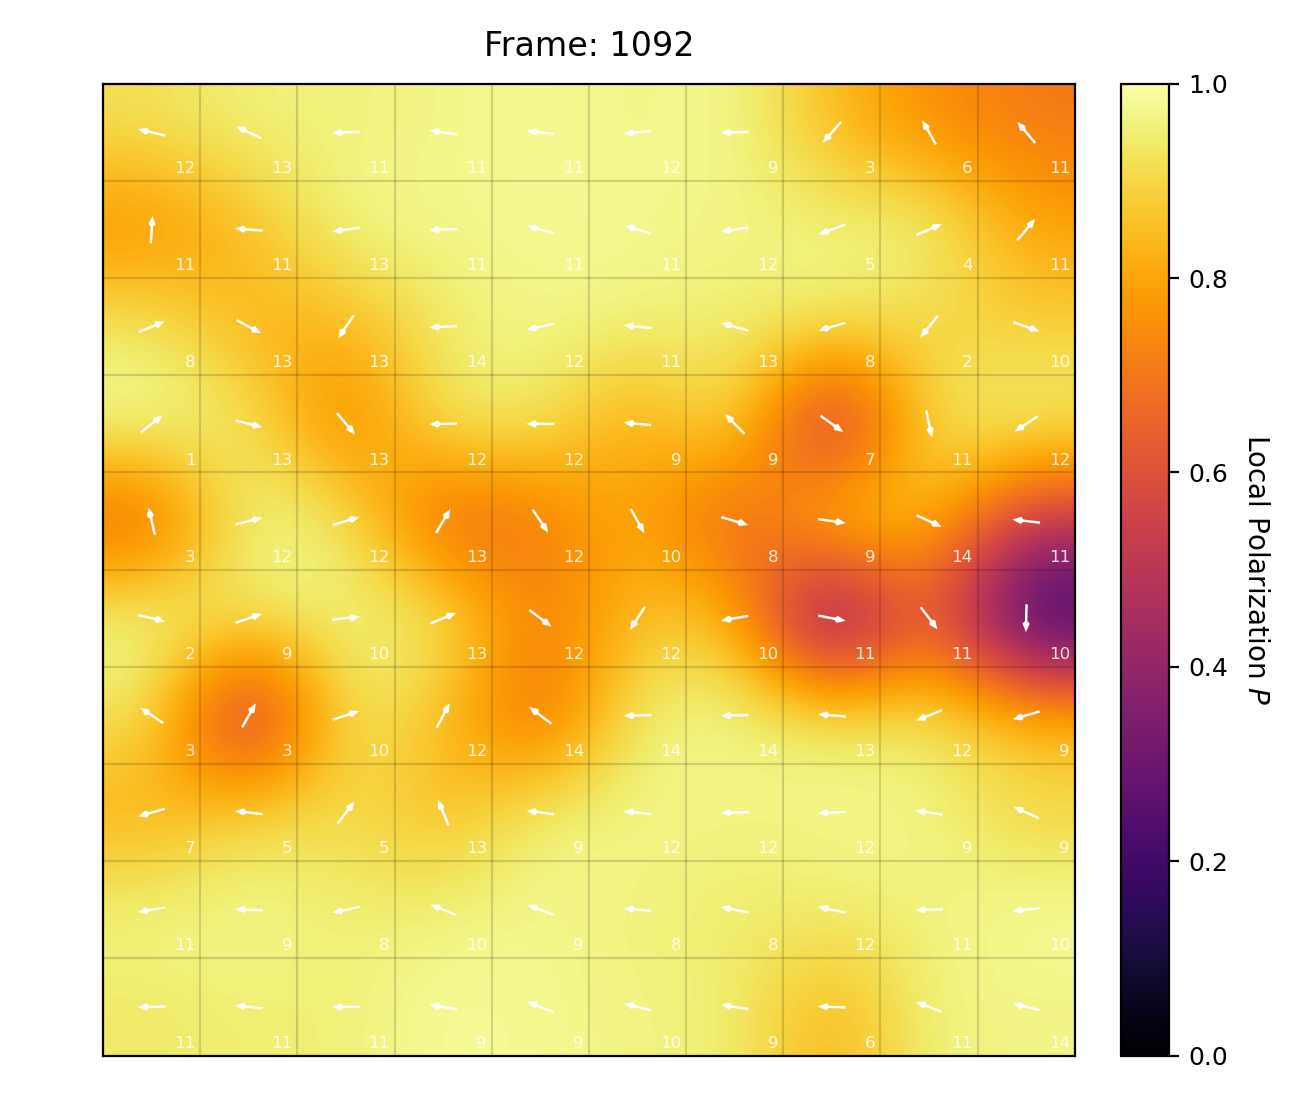 Frame: 1092
12 13 11 11 11 12 9 3 6 11
11 11 13 11 11 11 12 5 4 11
8 13 13 14 12 11 13 8 2 10
1 13 13 12 12 9 9 7 11 12
3 12 12 13 12 10 8 9 14 11
2 9 10 13 12 12 10 11 11 10
3 3 10 12 14 14 14 13 12 9
7 5 5 13 9 12 12 12 9 9
11 9 8 10 9 8 8 12 11 10
11 11 11 9 9 10 9 6 11 14
1.0
0.8
0.6
0.4
0.2
0.0
Local Polarization P